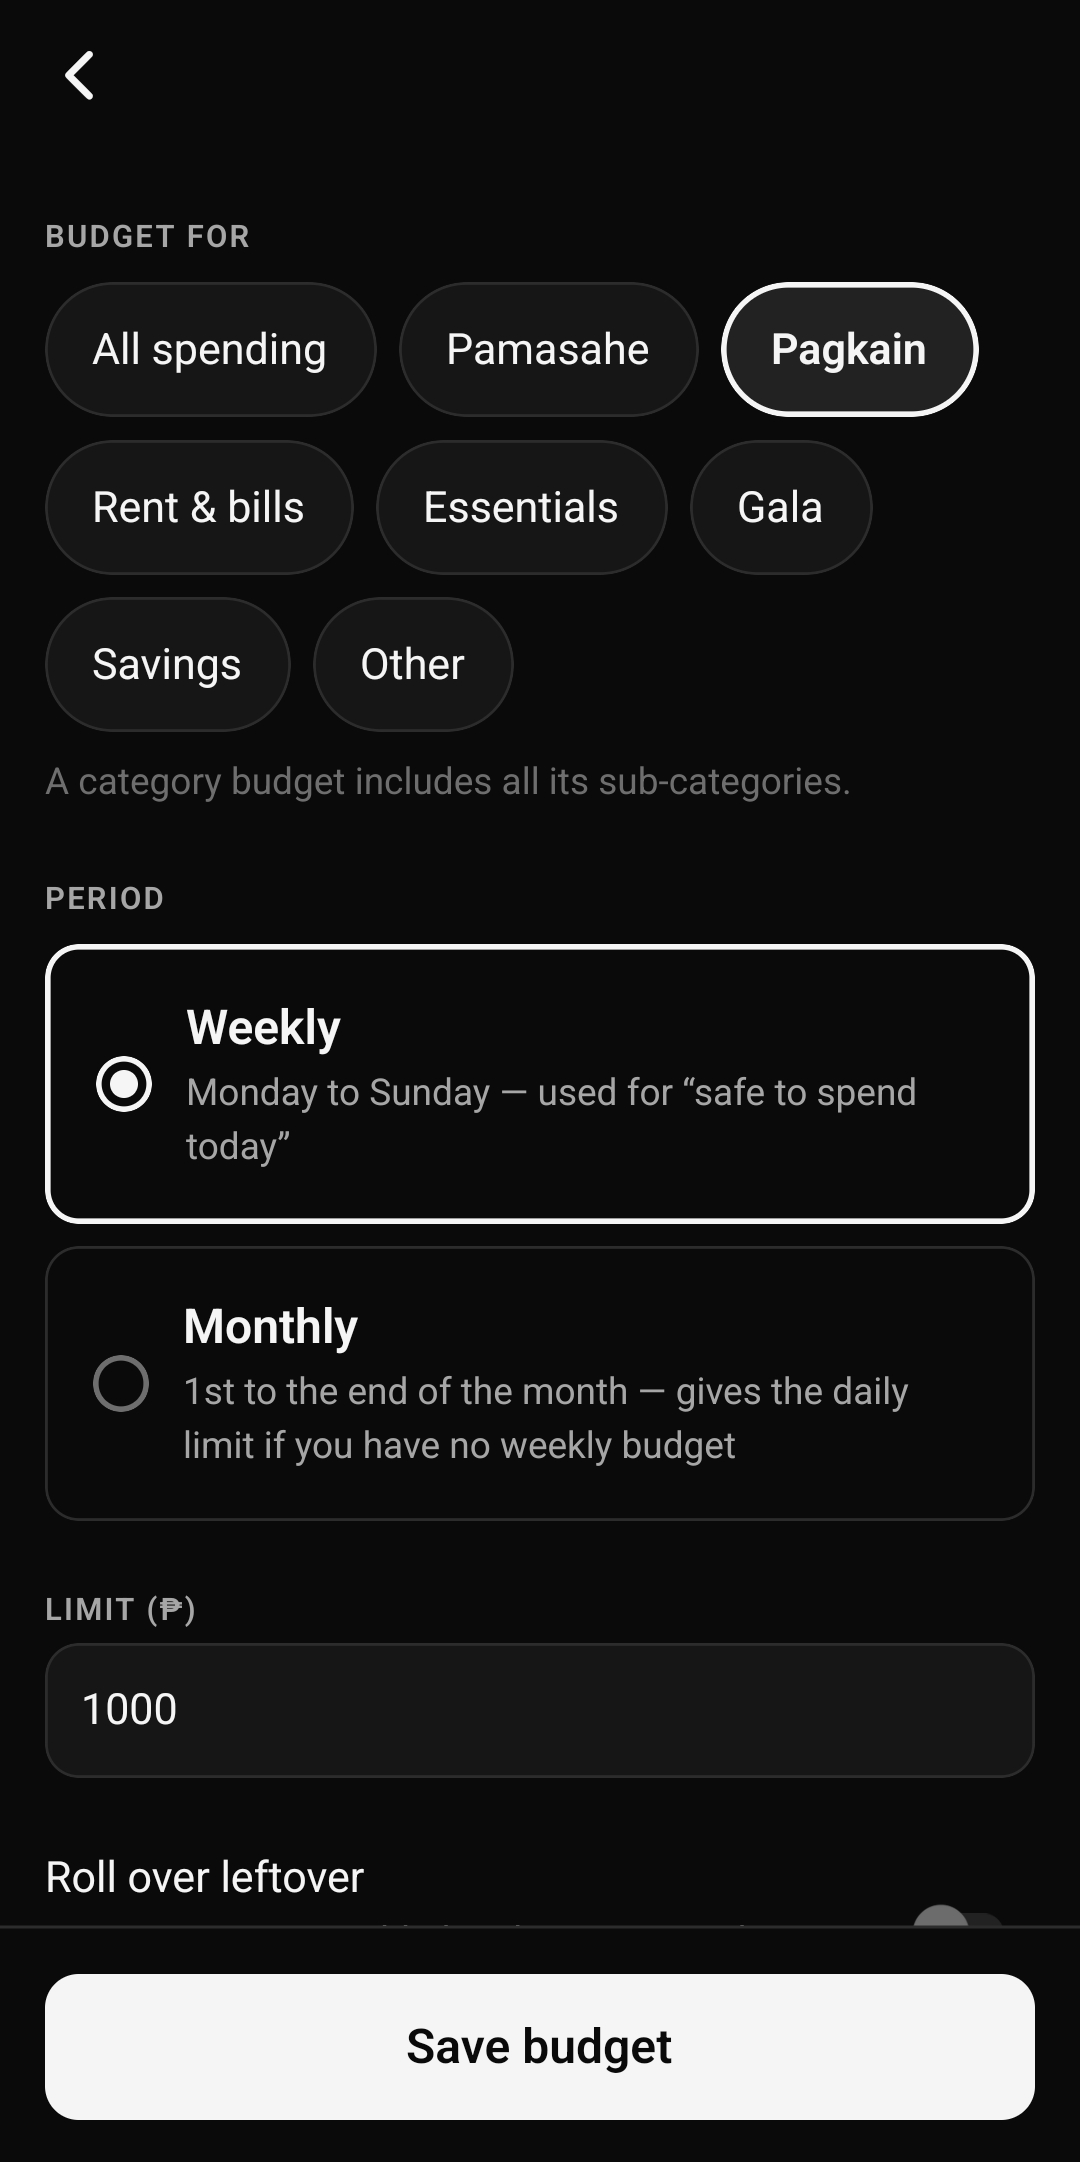 BUDGET FOR
All spending
Pamasahe
Pagkain
Rent & bills
Essentials
Gala
Savings
Other
A category budget includes all its sub-categories.
PERIOD
Weekly
Monday to Sunday — used for “safe to spend
today”
Monthly
1st to the end of the month — gives the daily
limit if you have no weekly budget
LIMIT (₱)
1000
Roll over leftover
Save budget